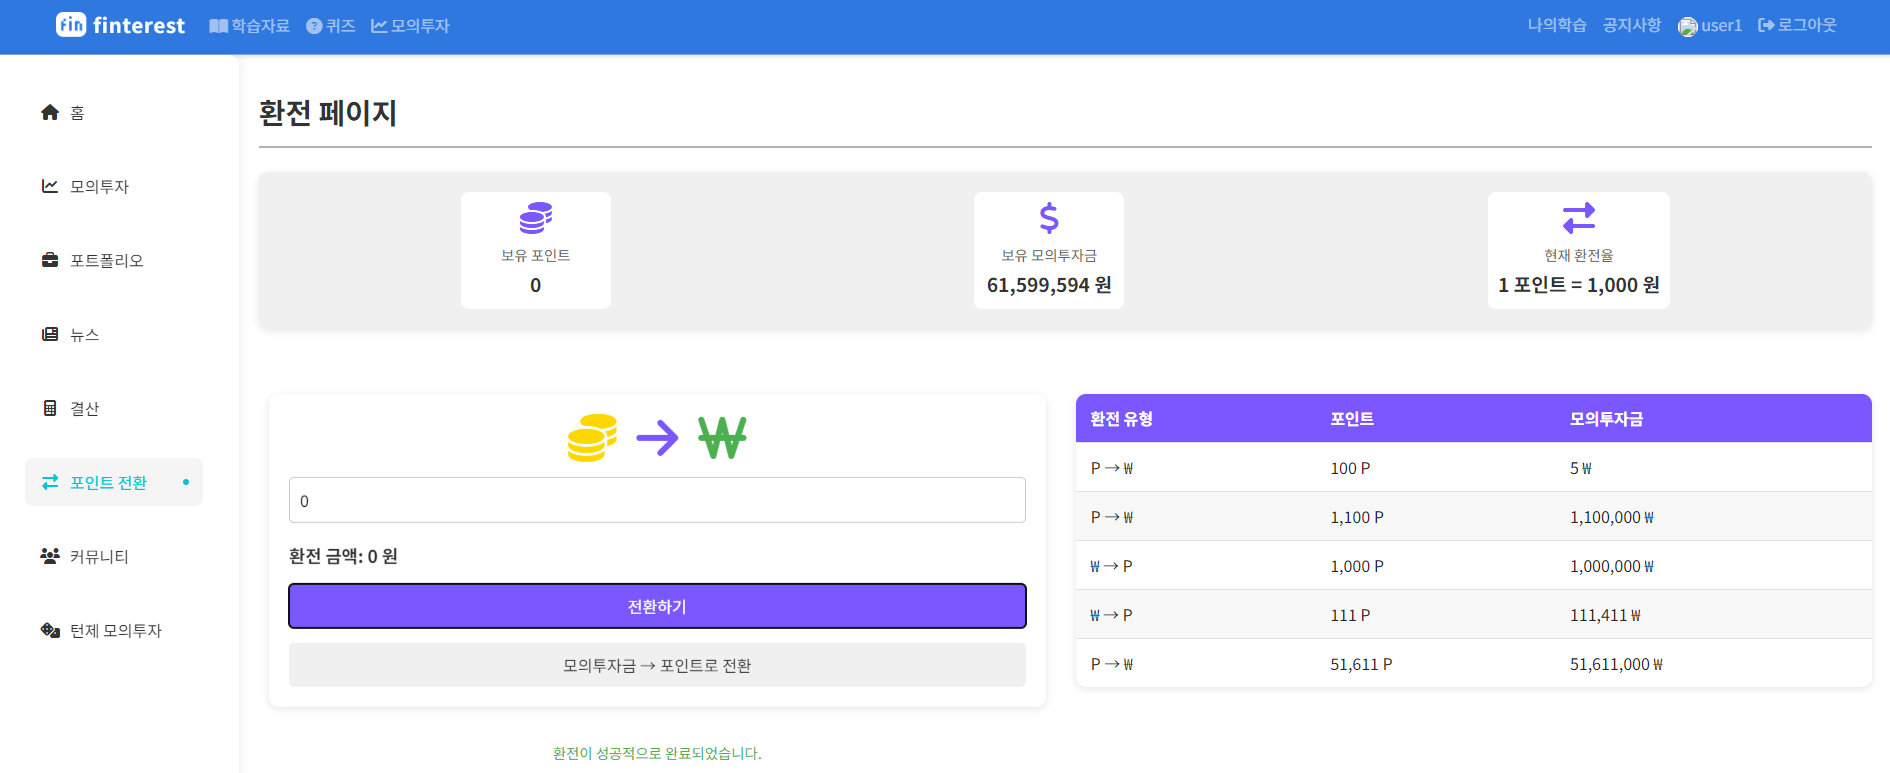 fin finterest 학습자료 퀴즈 모의투자 나의학습 공지사항 user1 로그아웃
홈
모의투자
포트폴리오
뉴스
결산
포인트 전환
커뮤니티
턴제 모의투자
환전 페이지
보유 포인트
0
보유 모의투자금
61,599,594 원
현재 환전율
1 포인트 = 1,000 원
0
환전 금액: 0 원
전환하기
모의투자금 → 포인트로 전환
환전이 성공적으로 완료되었습니다.
환전 유형 포인트 모의투자금
P → ₩ 100 P 5 ₩
P → ₩ 1,100 P 1,100,000 ₩
₩ → P 1,000 P 1,000,000 ₩
₩ → P 111 P 111,411 ₩
P → ₩ 51,611 P 51,611,000 ₩